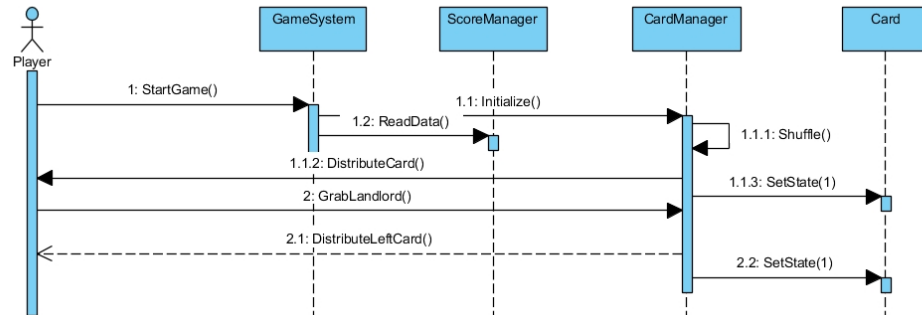 GameSystem
ScoreManager
CardManager
Card
Player
1: StartGame()
1.1: Initialize()
1.2: ReadData()
1.1.1: Shuffle()
1.1.2: DistributeCard()
1.1.3: SetState(1)
2: GrabLandlord()
2.1: DistributeLeftCard()
2.2: SetState(1)